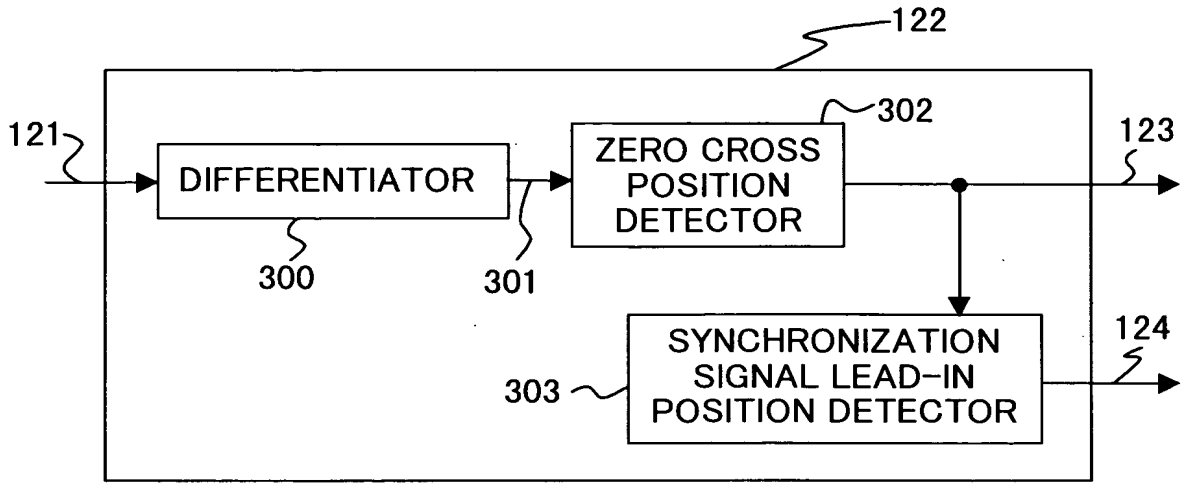 122
121
302
123
DIFFERENTIATOR
ZERO CROSS
POSITION
DETECTOR
300
301
SYNCHRONIZATION
SIGNAL LEAD-IN
POSITION DETECTOR
303
124